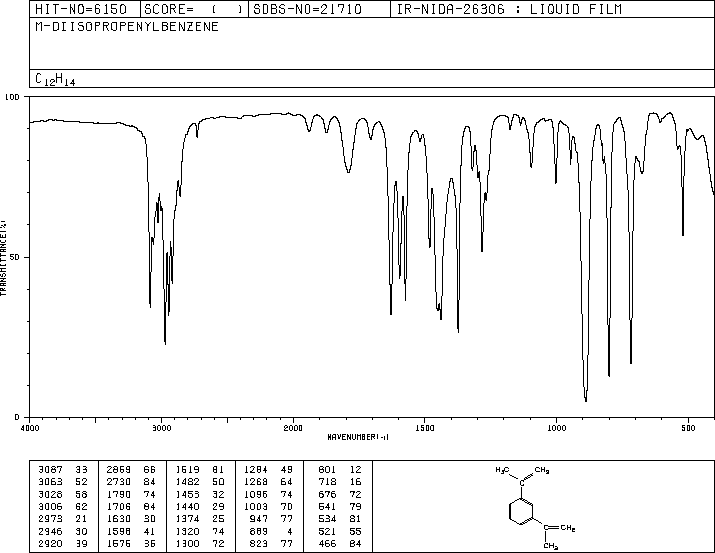 HIT-NO=6150 SCORE= ( ) SDBS-NO=21710 IR-NIDA-26306 : LIQUID FILM
M-DIISOPROPENYLBENZENE
C12H14
100
50
0
TRANSMITTANCE(%)
4000 3000 2000 1500 1000 500
WAVENUMBER(-1)
3087 33 2869 66 1519 81 1284 49 801 12
3063 52 2730 84 1482 50 1268 64 718 16
3028 58 1790 74 1453 32 1096 74 676 72
3006 62 1706 84 1440 29 1003 70 541 79
2973 21 1630 30 1374 25 947 77 534 81
2946 30 1598 41 1320 74 889 4 521 55
2920 39 1576 35 1300 72 823 77 466 84
H3C CH2
C
C CH2
CH3